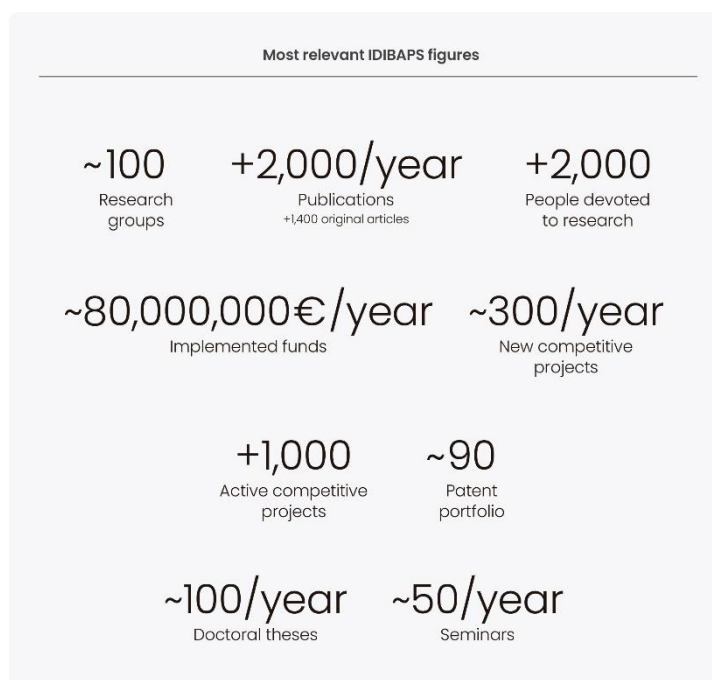 Most relevant IDIBAPS figures
~100
Research
groups
+2,000/year
Publications
+1,400 original articles
+2,000
People devoted
to research
~80,000,000€/year
Implemented funds
~300/year
New competitive
projects
+1,000
Active competitive
projects
~90
Patent
portfolio
~100/year
Doctoral theses
~50/year
Seminars